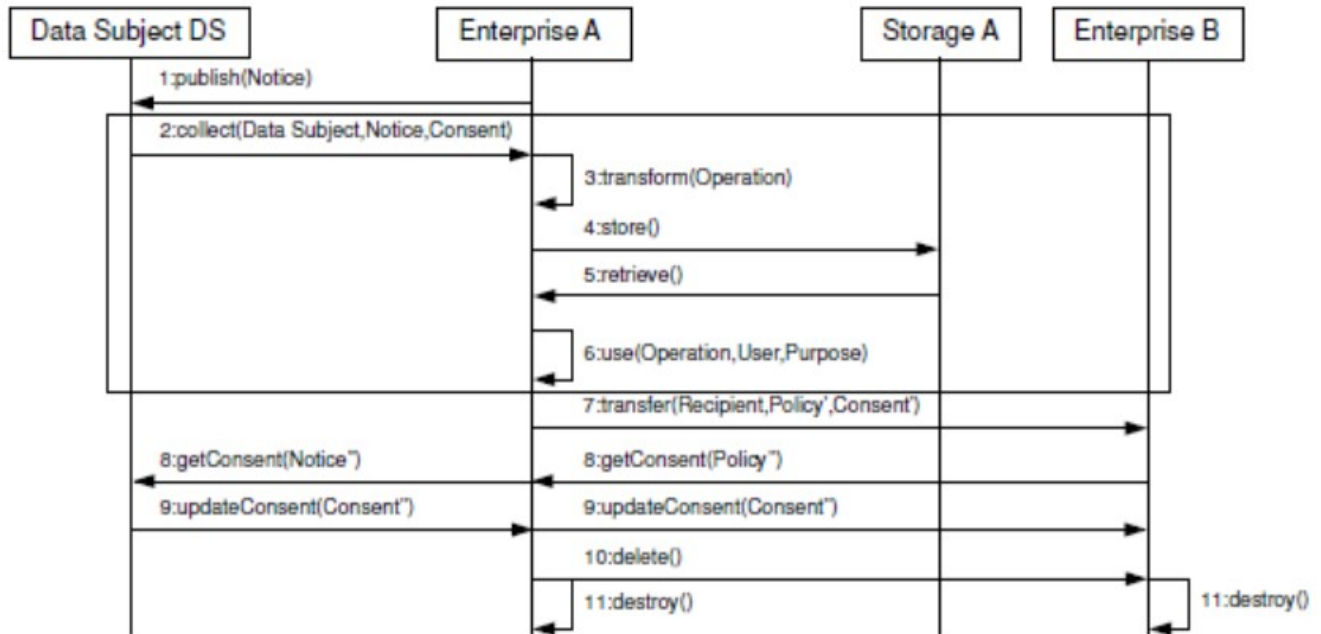 Data Subject DS
Enterprise A
Storage A
Enterprise B
1:publish(Notice)
2:collect(Data Subject,Notice,Consent)
3:transform(Operation)
4:store()
5:retrieve()
6:use(Operation,User,Purpose)
7:transfer(Recipient,Policy',Consent')
8:getConsent(Notice'')
8:getConsent(Policy'')
9:updateConsent(Consent'')
9:updateConsent(Consent'')
10:delete()
11:destroy()
11:destroy()